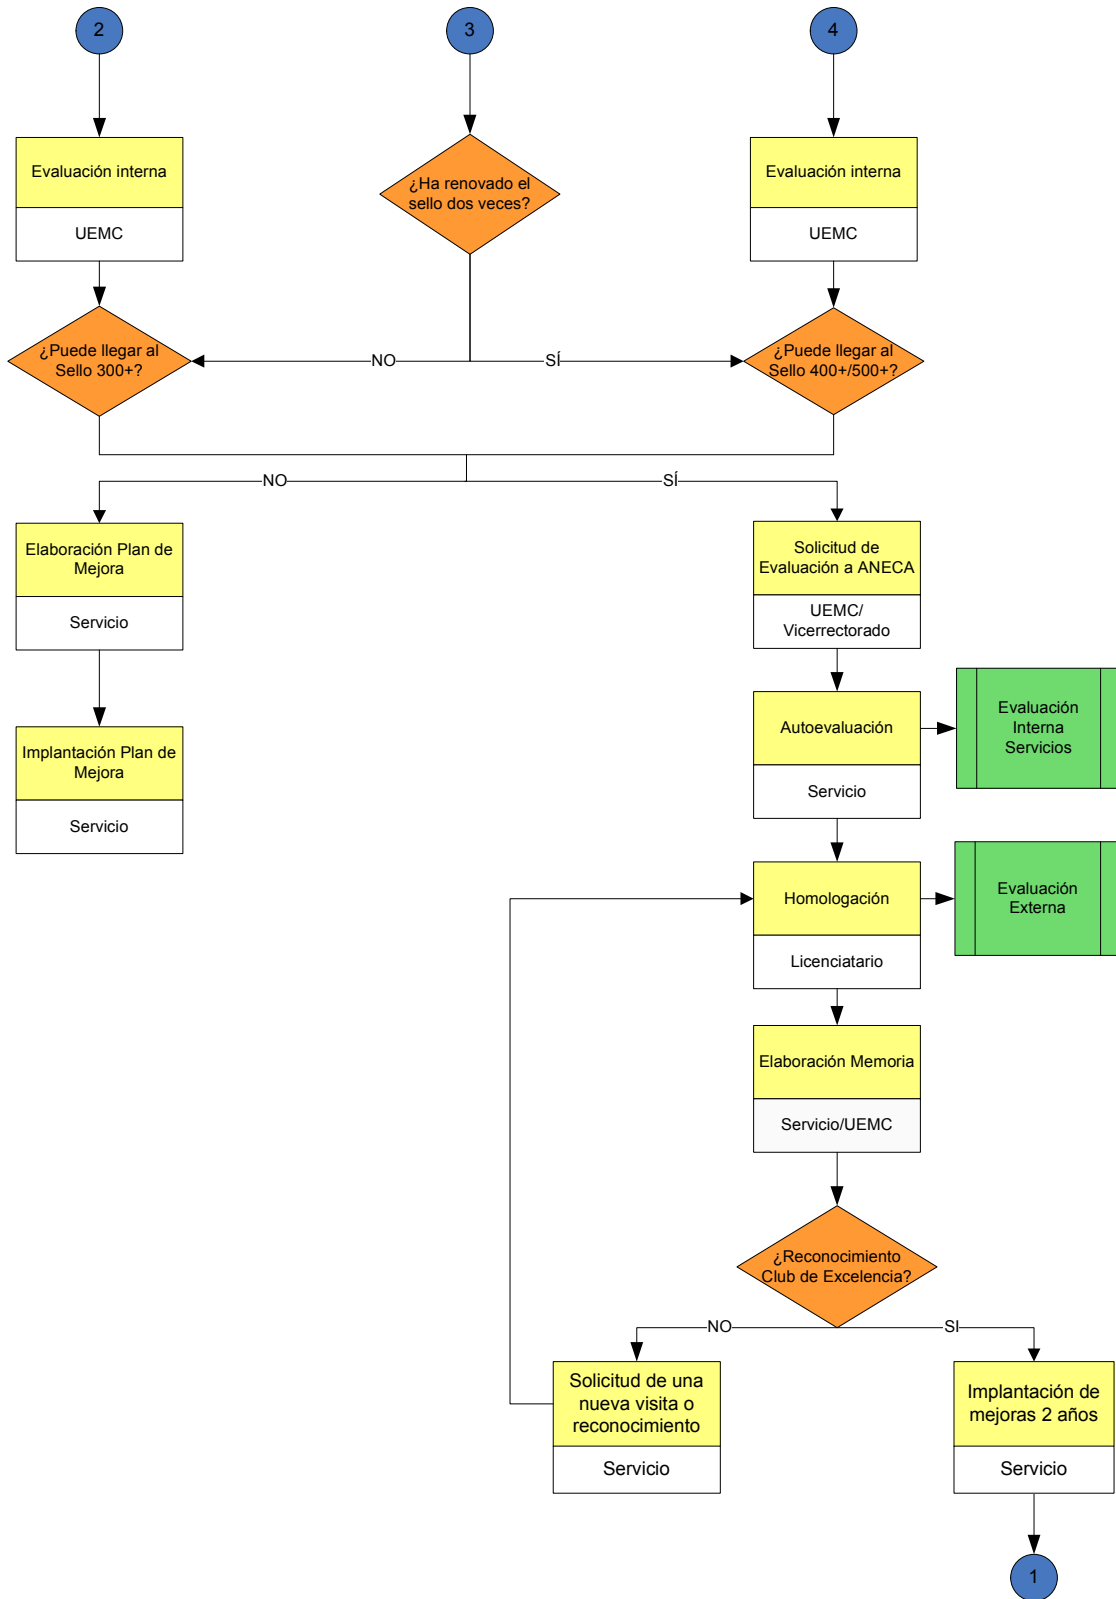 2
3
4
Evaluación interna
UEMC
¿Ha renovado el
sello dos veces?
Evaluación interna
UEMC
¿Puede llegar al
Sello 300+?
NO
SÍ
¿Puede llegar al
Sello 400+/500+?
NO
SÍ
Elaboración Plan de
Mejora
Servicio
Solicitud de
Evaluación a ANECA
UEMC/
Vicerrectorado
Implantación Plan de
Mejora
Servicio
Autoevaluación
Servicio
Evaluación
Interna
Servicios
Homologación
Licenciatario
Evaluación
Externa
Elaboración Memoria
Servicio/UEMC
¿Reconocimiento
Club de Excelencia?
NO
SI
Solicitud de una
nueva visita o
reconocimiento
Servicio
Implantación de
mejoras 2 años
Servicio
1